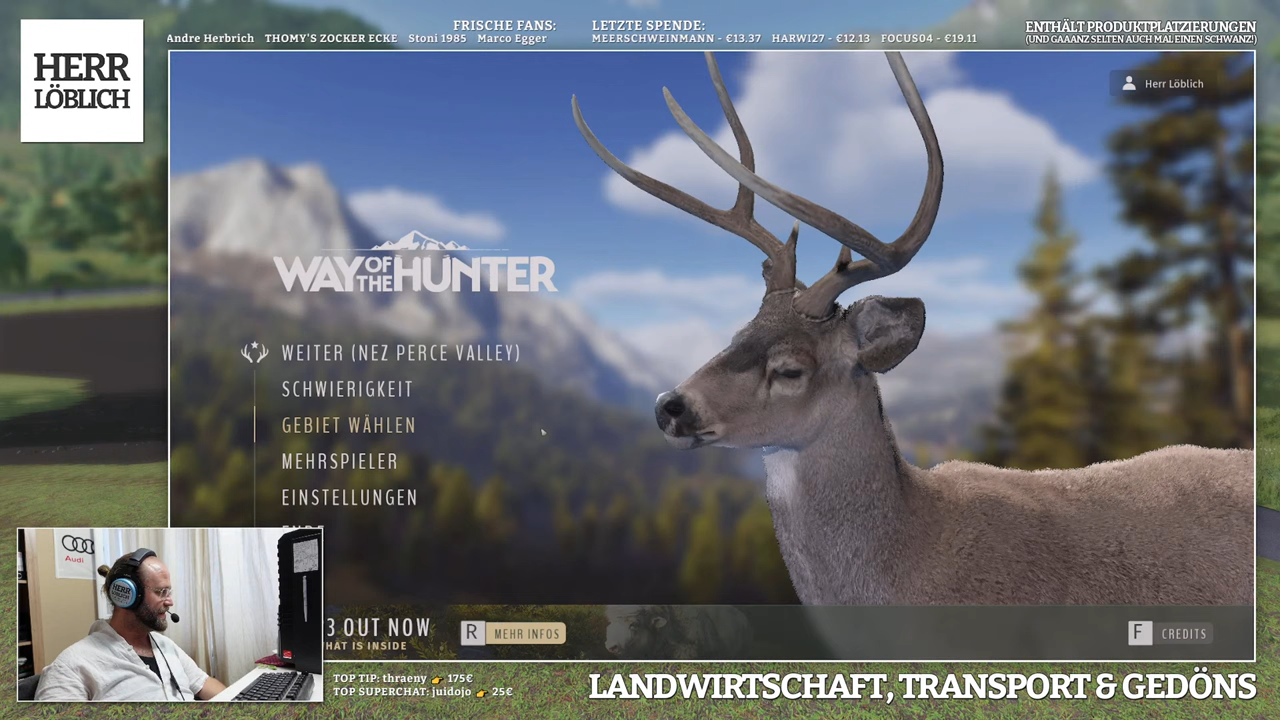 HERR
LÖBLICH
FRISCHE FANS:
Andre Herbrich THOMY'S ZOCKER ECKE Stoni 1985 Marco Egger
LETZTE SPENDE:
MEERSCHWEINMANN - €13.37 HARWI27 - €12.13 FOCUS04 - €19.11
ENTHÄLT PRODUKTPLATZIERUNGEN
(UND GAAANZ SELTEN AUCH MAL EINEN SCHWANZ!)
Herr Löblich
WAY OF THE HUNTER
WEITER (NEZ PERCE VALLEY)
SCHWIERIGKEIT
GEBIET WÄHLEN
MEHRSPIELER
EINSTELLUNGEN
Audi
HERR
3 OUT NOW
HAT IS INSIDE
R MEHR INFOS
F CREDITS
TOP TIP: thraeny 👉 175€
TOP SUPERCHAT: juidojo 👉 25€
LANDWIRTSCHAFT, TRANSPORT & GEDÖNS